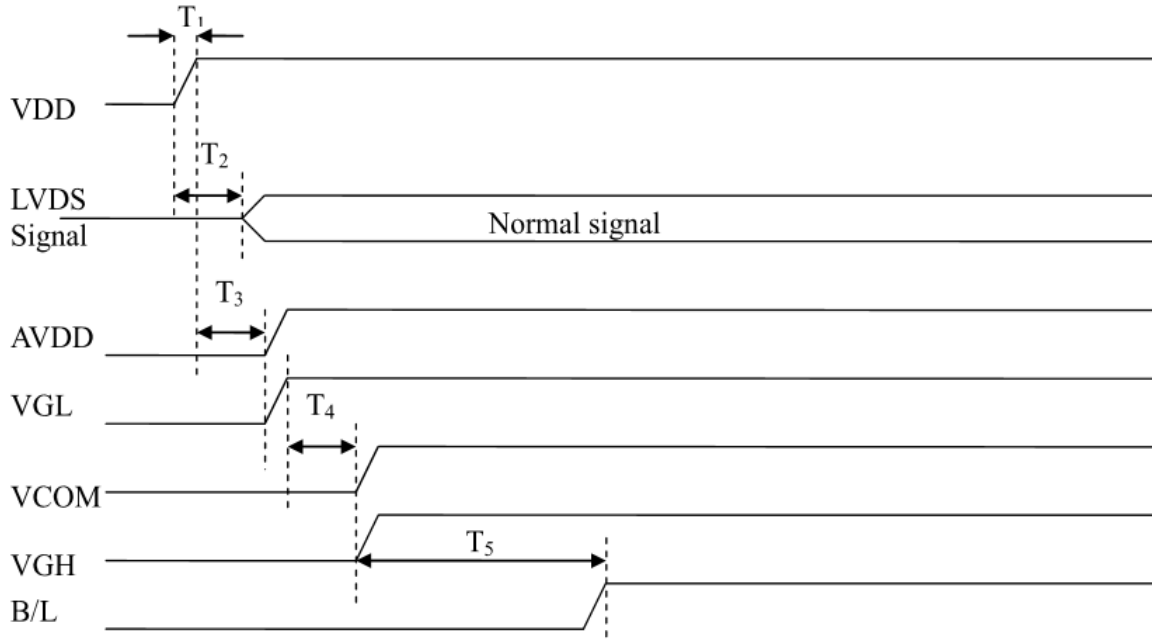 T₁
VDD
T₂
LVDS
Signal
Normal signal
T₃
AVDD
VGL
T₄
VCOM
T₅
VGH
B/L